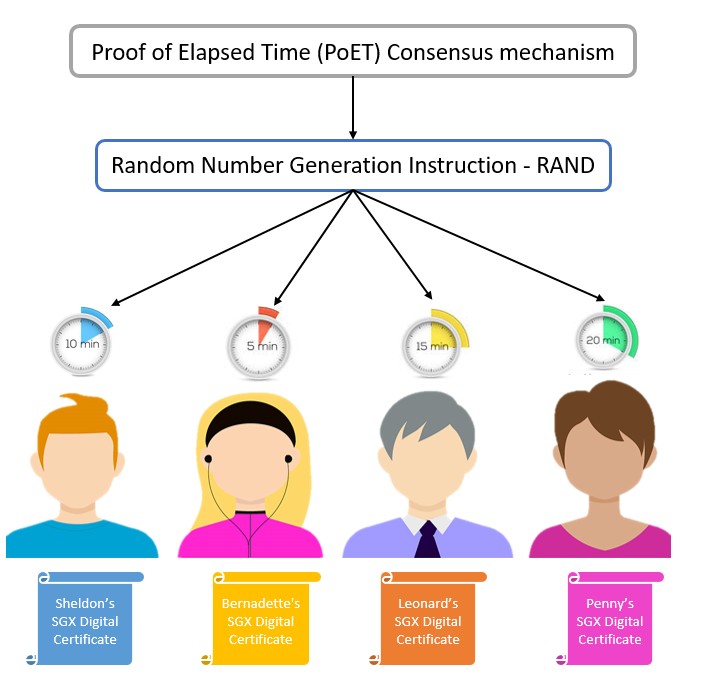 Proof of Elapsed Time (PoET) Consensus mechanism
Random Number Generation Instruction - RAND
10 min
5 min
15 min
20 min
Sheldon's
SGX Digital
Certificate
Bernadette's
SGX Digital
Certificate
Leonard's
SGX Digital
Certificate
Penny's
SGX Digital
Certificate